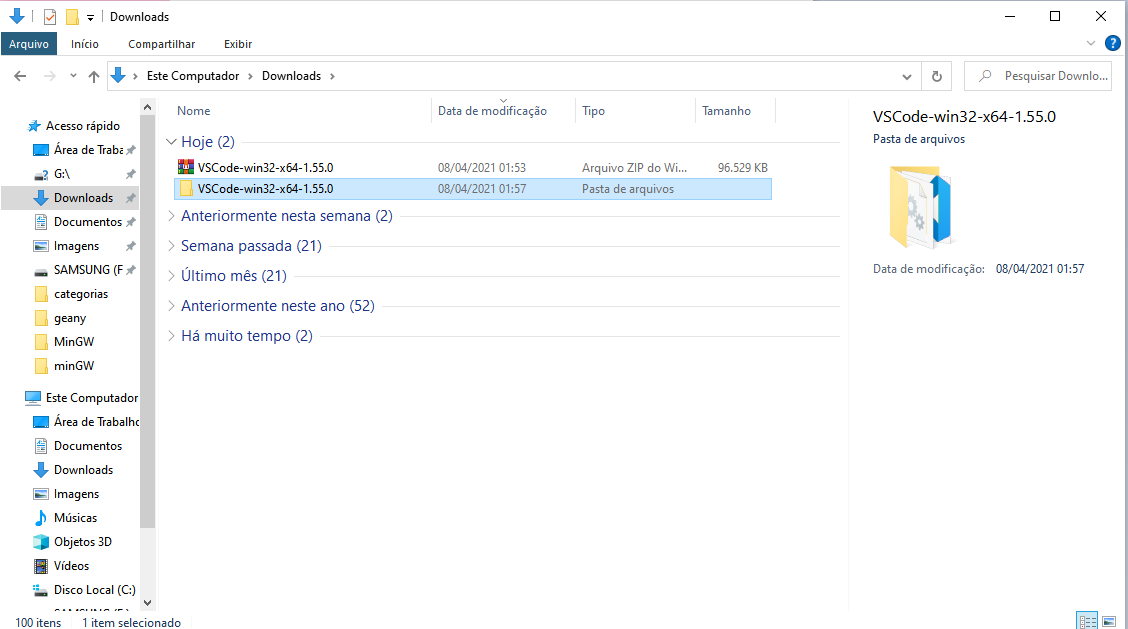 Downloads
Arquivo Início Compartilhar Exibir
Este Computador Downloads Pesquisar Downlo...
Nome Data de modificação Tipo Tamanho
Hoje (2)
VSCode-win32-x64-1.55.0 08/04/2021 01:53 Arquivo ZIP do Wi... 96.529 KB
VSCode-win32-x64-1.55.0 08/04/2021 01:57 Pasta de arquivos
Anteriormente nesta semana (2)
Semana passada (21)
Último mês (21)
Anteriormente neste ano (52)
Há muito tempo (2)
Acesso rápido
Área de Traba
G:\
Downloads
Documentos
Imagens
SAMSUNG (F
categorias
geany
MinGW
minGW
Este Computador
Área de Trabalho
Documentos
Downloads
Imagens
Músicas
Objetos 3D
Vídeos
Disco Local (C:)
VSCode-win32-x64-1.55.0
Pasta de arquivos
Data de modificação: 08/04/2021 01:57
100 itens 1 item selecionado